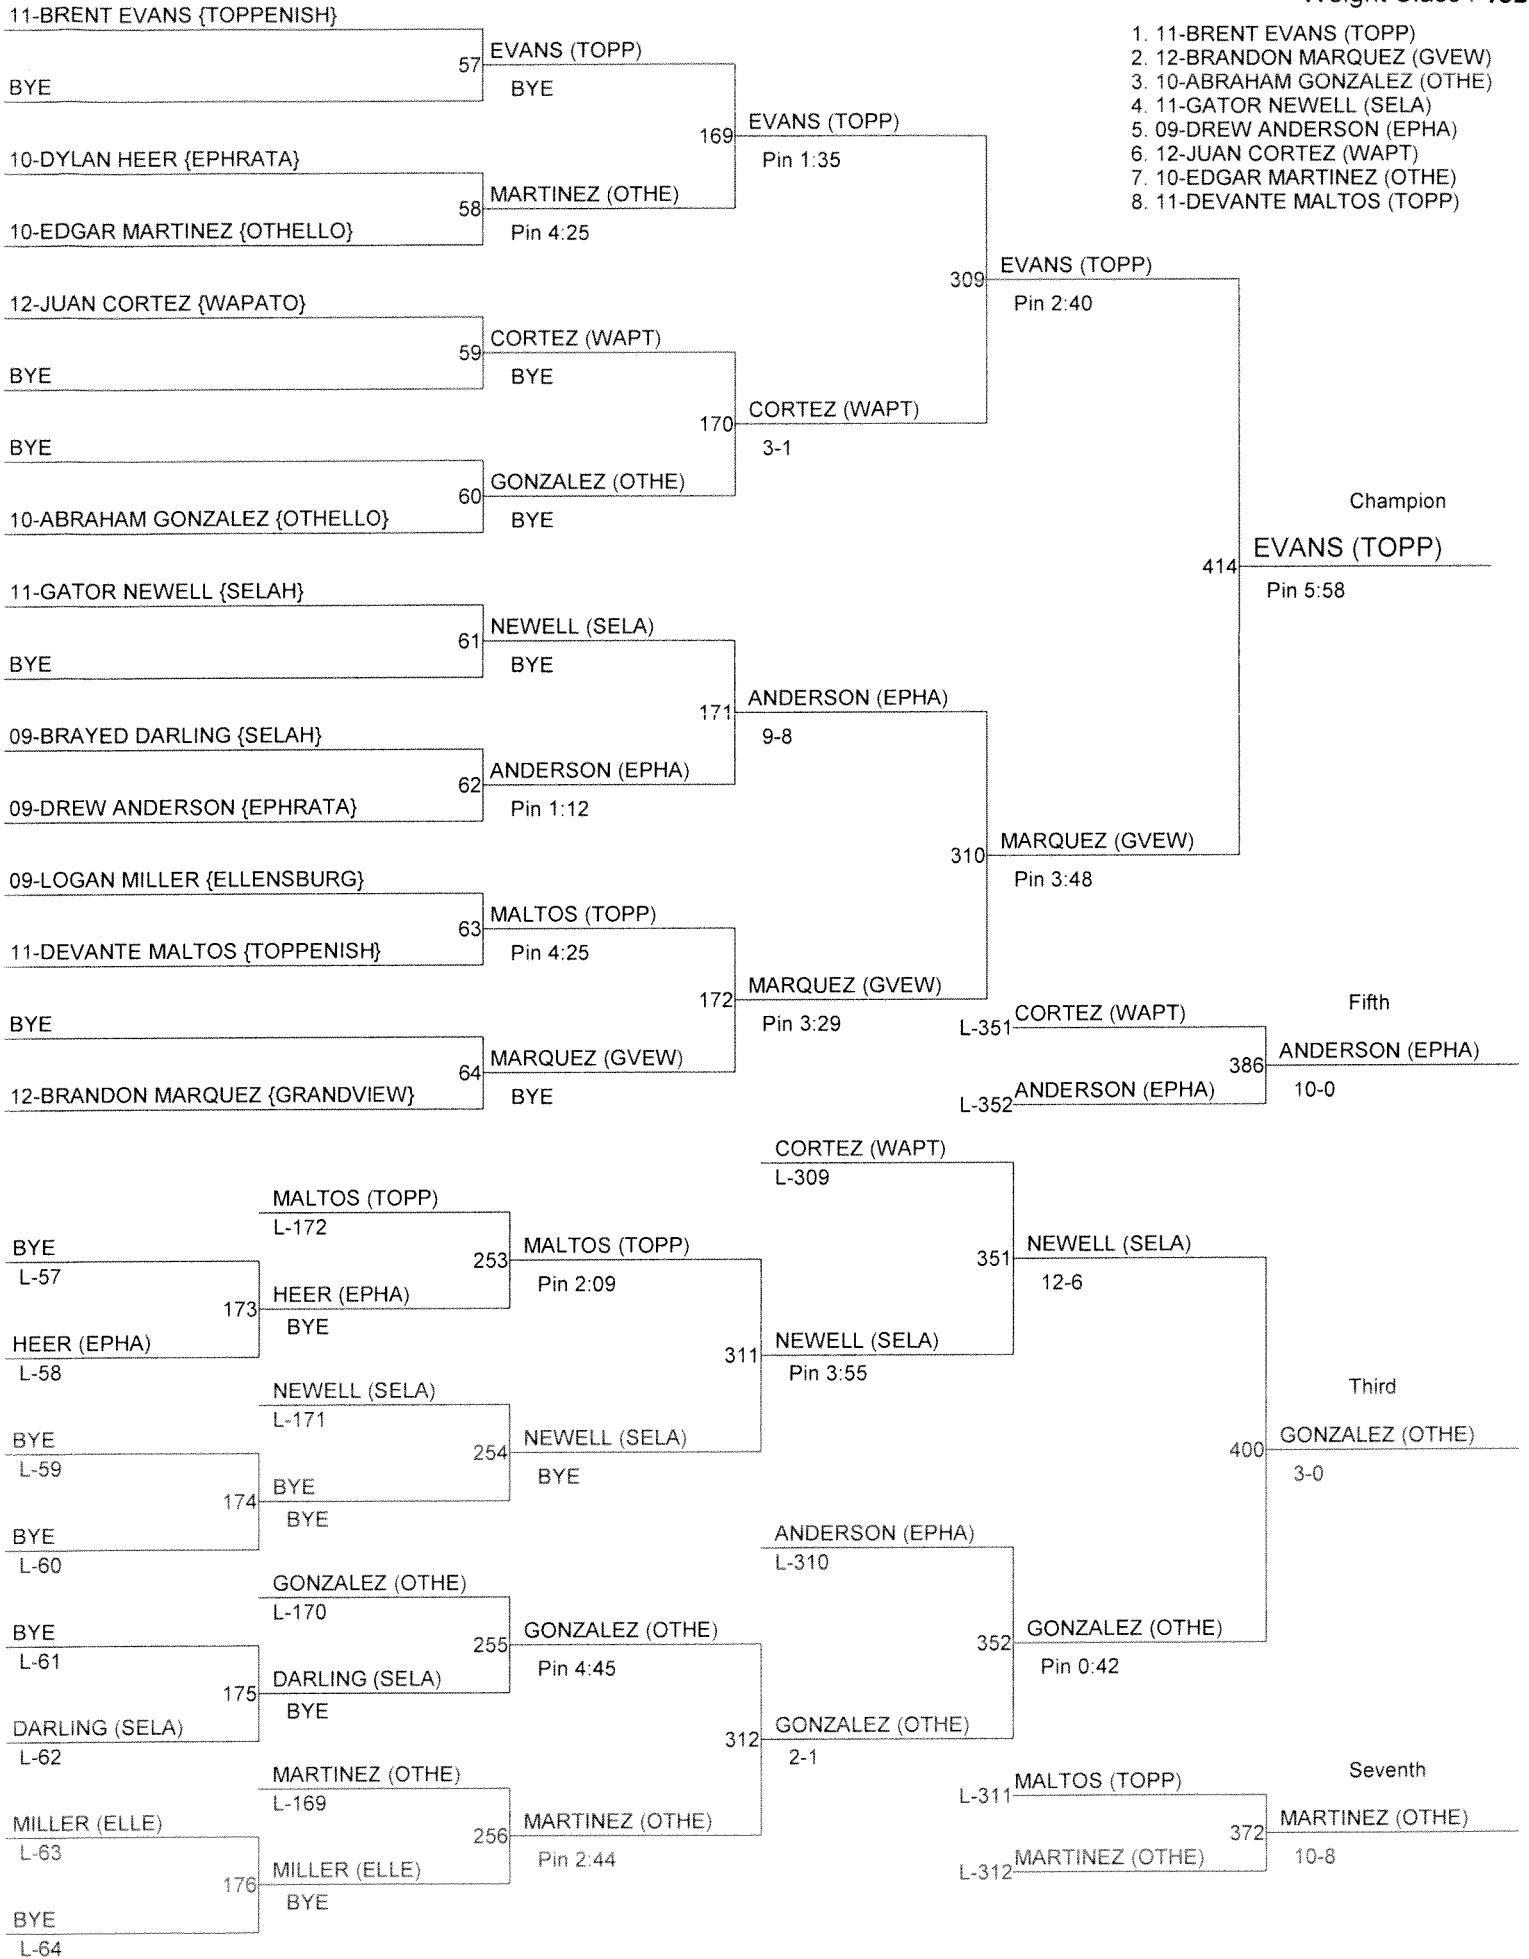 11-BRENT EVANS {TOPPENISH}
57
EVANS (TOPP)
BYE
BYE
169
EVANS (TOPP)
Pin 1:35
10-DYLAN HEER {EPHRATA}
58
MARTINEZ (OTHE)
10-EDGAR MARTINEZ {OTHELLO}
Pin 4:25
309
EVANS (TOPP)
Pin 2:40
12-JUAN CORTEZ {WAPATO}
59
CORTEZ (WAPT)
BYE
BYE
170
CORTEZ (WAPT)
3-1
BYE
60
GONZALEZ (OTHE)
10-ABRAHAM GONZALEZ {OTHELLO}
BYE
Champion
414
EVANS (TOPP)
Pin 5:58
11-GATOR NEWELL {SELAH}
61
NEWELL (SELA)
BYE
BYE
171
ANDERSON (EPHA)
9-8
09-BRAYED DARLING {SELAH}
62
ANDERSON (EPHA)
09-DREW ANDERSON {EPHRATA}
Pin 1:12
310
MARQUEZ (GVEW)
Pin 3:48
09-LOGAN MILLER {ELLENSBURG}
63
MALTOS (TOPP)
11-DEVANTE MALTOS {TOPPENISH}
Pin 4:25
172
MARQUEZ (GVEW)
Pin 3:29
BYE
64
MARQUEZ (GVEW)
12-BRANDON MARQUEZ {GRANDVIEW}
BYE
1. 11-BRENT EVANS (TOPP)
2. 12-BRANDON MARQUEZ (GVEW)
3. 10-ABRAHAM GONZALEZ (OTHE)
4. 11-GATOR NEWELL (SELA)
5. 09-DREW ANDERSON (EPHA)
6. 12-JUAN CORTEZ (WAPT)
7. 10-EDGAR MARTINEZ (OTHE)
8. 11-DEVANTE MALTOS (TOPP)
Fifth
L-351
CORTEZ (WAPT)
386
ANDERSON (EPHA)
10-0
L-352
ANDERSON (EPHA)
CORTEZ (WAPT)
L-309
MALTOS (TOPP)
L-172
BYE
L-57
253
MALTOS (TOPP)
Pin 2:09
351
NEWELL (SELA)
12-6
173
HEER (EPHA)
BYE
HEER (EPHA)
L-58
311
NEWELL (SELA)
Pin 3:55
NEWELL (SELA)
L-171
BYE
L-59
254
NEWELL (SELA)
BYE
174
BYE
BYE
BYE
L-60
Third
400
GONZALEZ (OTHE)
3-0
ANDERSON (EPHA)
L-310
GONZALEZ (OTHE)
L-170
BYE
L-61
255
GONZALEZ (OTHE)
Pin 4:45
352
GONZALEZ (OTHE)
Pin 0:42
175
DARLING (SELA)
BYE
DARLING (SELA)
L-62
312
GONZALEZ (OTHE)
2-1
MARTINEZ (OTHE)
L-169
MILLER (ELLE)
L-63
256
MARTINEZ (OTHE)
Pin 2:44
176
MILLER (ELLE)
BYE
BYE
L-64
Seventh
L-311
MALTOS (TOPP)
372
MARTINEZ (OTHE)
10-8
L-312
MARTINEZ (OTHE)